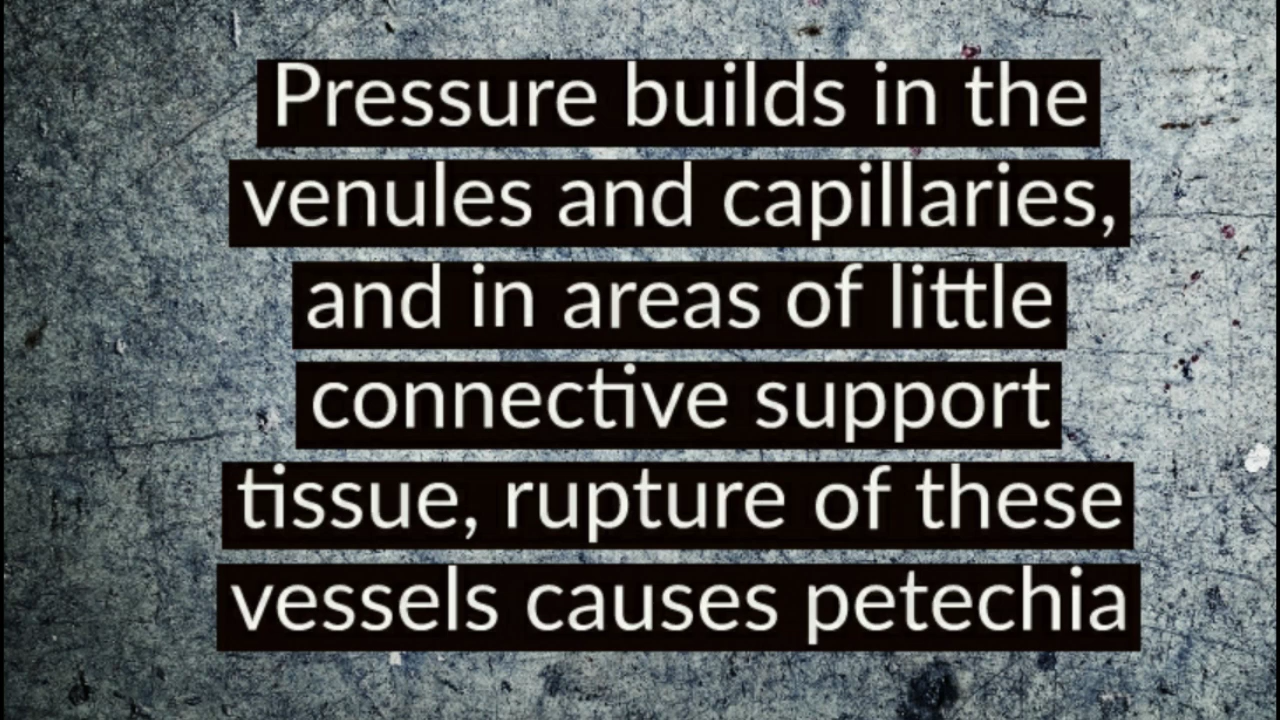 Pressure builds in the
venules and capillaries,
and in areas of little
connective support
tissue, rupture of these
vessels causes petechia